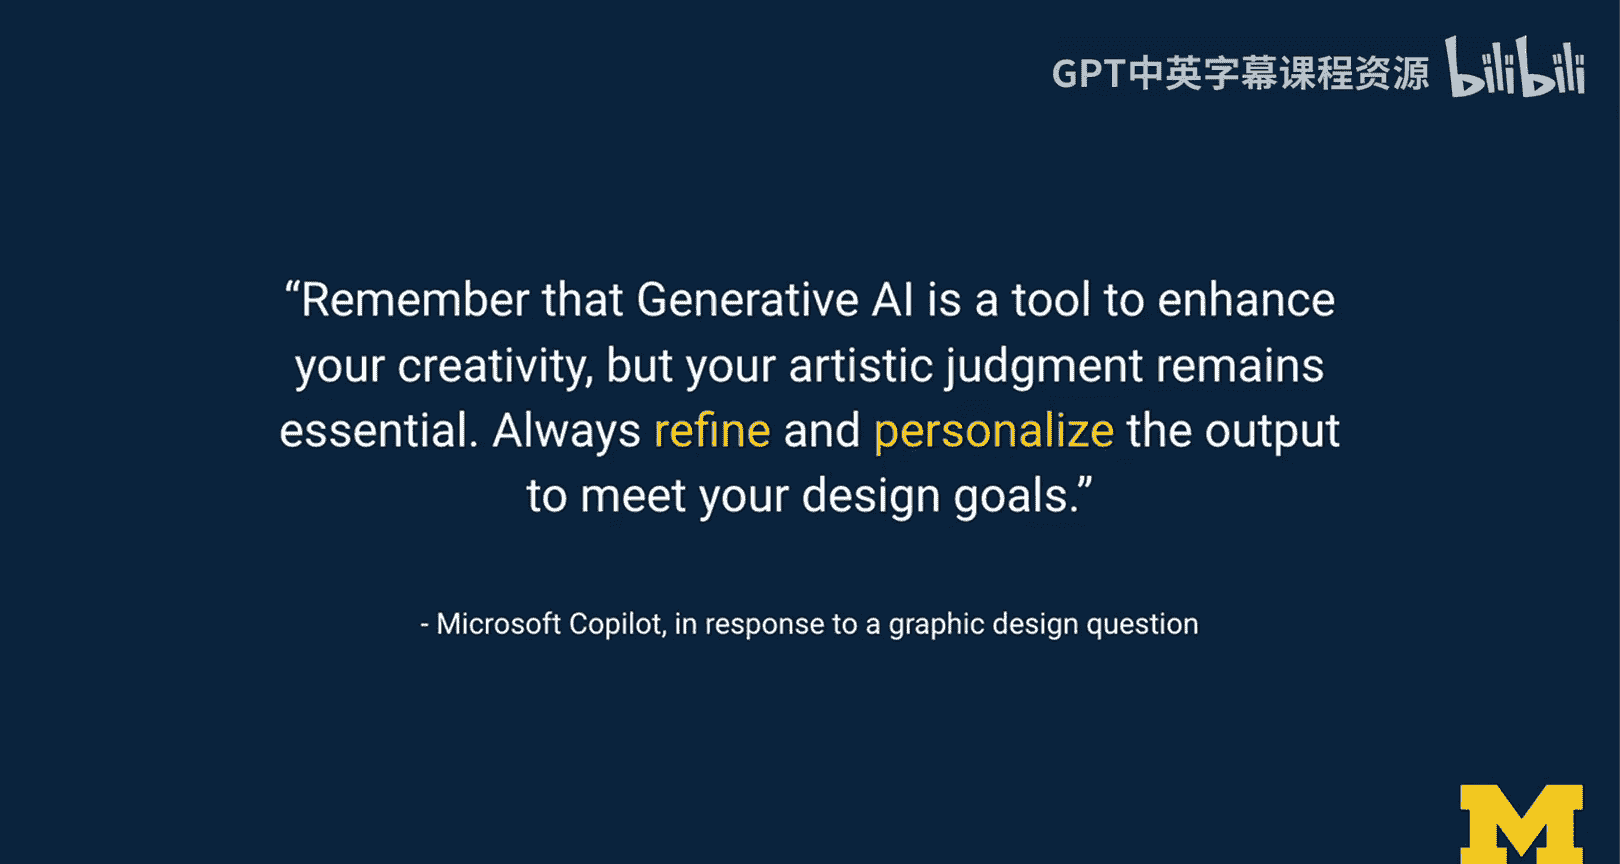 GPT中英字幕课程资源 bilibili
“Remember that Generative AI is a tool to enhance
your creativity, but your artistic judgment remains
essential. Always refine and personalize the output
to meet your design goals.”
- Microsoft Copilot, in response to a graphic design question
M